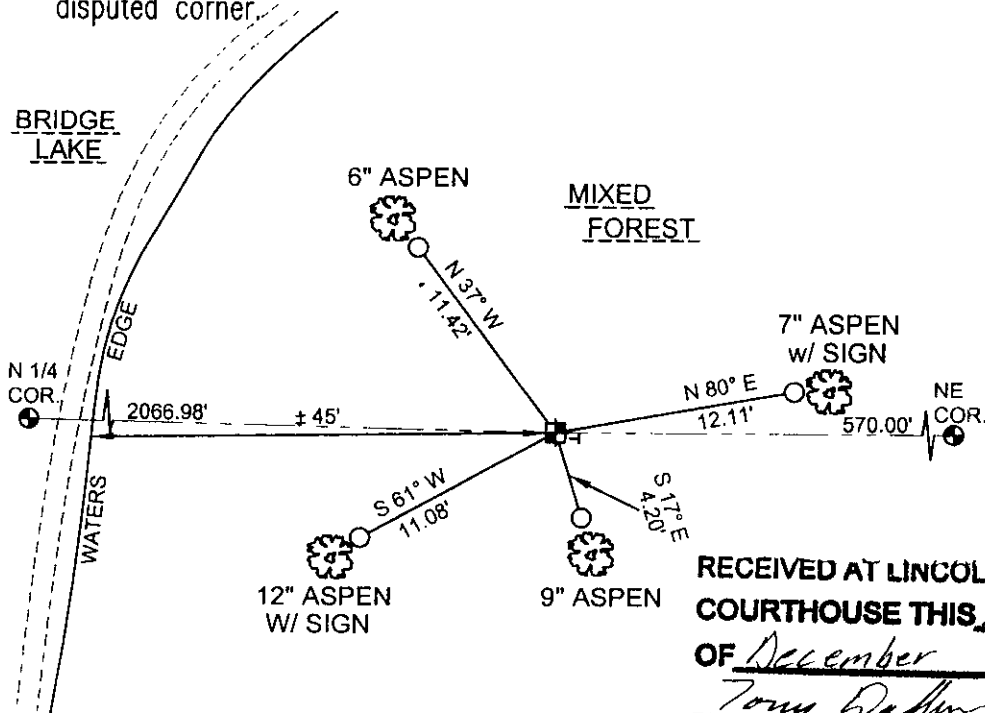 disputed corner.
BRIDGE
LAKE
6" ASPEN
MIXED
FOREST
N 37° W
11.42'
EDGE
7" ASPEN
w/ SIGN
N 1/4
COR.
2066.98'
± 45'
N 80° E
12.11'
570.00'
NE
COR.
WATERS
S 61° W
11.08'
S 17° E
4.20'
12" ASPEN
W/ SIGN
9" ASPEN
RECEIVED AT LINCOL
COURTHOUSE THIS
OF December
Tony